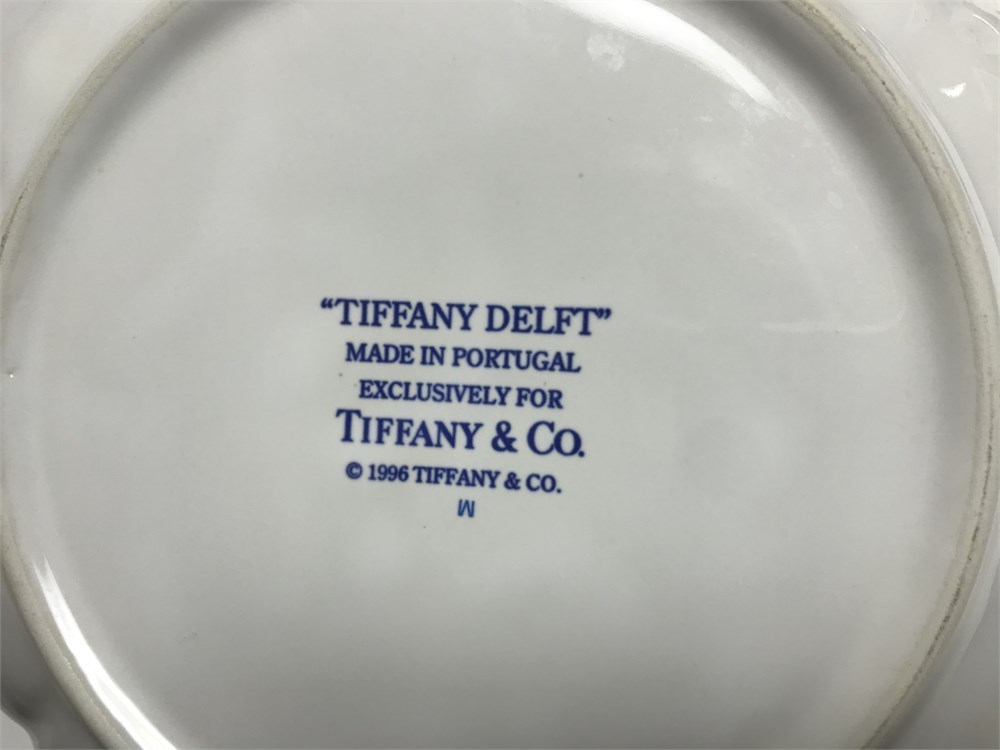 “TIFFANY DELFT”
MADE IN PORTUGAL
EXCLUSIVELY FOR
TIFFANY & CO.
© 1996 TIFFANY & CO.
M